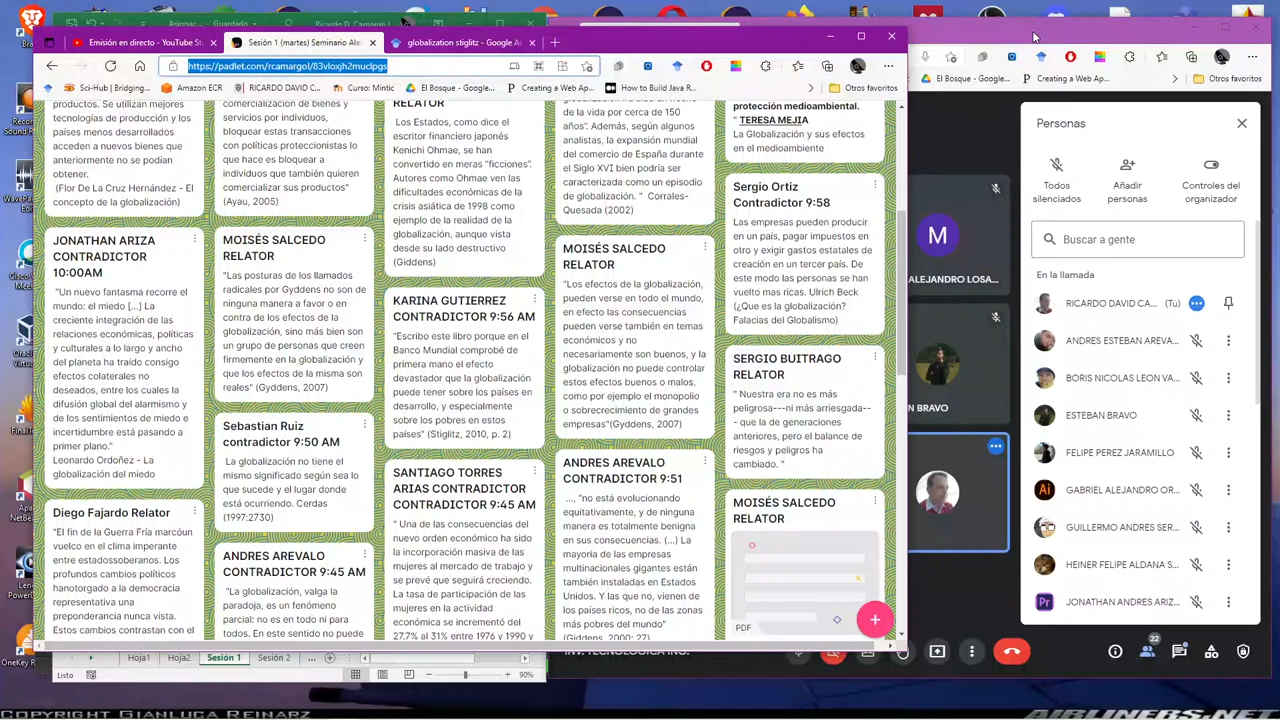 Asignac... - Guardado
Ricardo D. Camargo L
Emisión en directo - YouTube St
Sesión 1 (martes) Seminario Ale
globalization stiglitz - Google Ac
https://padlet.com/rcamargol/83vloxjh2muclpgs
Sci-Hub | Bridging...
Amazon ECR
RICARDO DAVID C...
Curso: Mintic
El Bosque - Google...
Creating a Web Ap...
How to Build Java R...
Otros favoritos
El Bosque - Google...
Creating a Web Ap...
Otros favoritos
productos. Se utilizan mejores
tecnologías de producción y los
países menos desarrollados
acceden a nuevos bienes que
anteriormente no se podían
obtener.
(Flor De La Cruz Hernández - El
concepto de la globalización)
JONATHAN ARIZA
CONTRADICTOR
10:00AM
"Un nuevo fantasma recorre el
mundo: el miedo [...] La
creciente integración de las
relaciones económicas, políticas
y culturales a lo largo y ancho
del planeta ha traído consigo
efectos colaterales no
deseados, entre los cuales la
difusión global del alarmismo y
de los sentimientos de miedo e
incertidumbre está pasando a
primer plano."
Leonardo Ordoñez - La
globalización del miedo
Diego Fajardo Relator
"El fin de la Guerra Fría marcóun
vuelco en el clima imperante
entre estadossoberanos. Los
profundos cambios políticos
hanotorgado a la democracia
representativa una
preponderancia nunca vista.
Estos cambios contrastan con el
comercialización de bienes y
servicios por individuos,
bloquear estas transacciones
con políticas proteccionistas lo
que hace es bloquear a
individuos que también quieren
comercializar sus productos"
(Ayau, 2005)
MOISÉS SALCEDO
RELATOR
"Las posturas de los llamados
radicales por Gyddens no son de
ninguna manera a favor o en
contra de los efectos de la
globalización, sino más bien son
un grupo de personas que creen
firmemente en la globalización y
que los efectos de la misma son
reales" (Gyddens, 2007)
Sebastian Ruiz
contradictor 9:50 AM
La globalización no tiene el
mismo significado según sea lo
que sucede y el lugar donde
está ocurriendo. Cerdas
(1997:2730)
ANDRES AREVALO
CONTRADICTOR 9:45 AM
"La globalización, valga la
paradoja, es un fenómeno
parcial: no es en todo ni para
todos. En este sentido no puede
RELATOR
Los Estados, como dice el
escritor financiero japonés
Kenichi Ohmae, se han
convertido en meras "ficciones".
Autores como Ohmae ven las
dificultades económicas de la
crisis asiática de 1998 como
ejemplo de la realidad de la
globalización, aunque vista
desde su lado destructivo
(Giddens)
KARINA GUTIERREZ
CONTRADICTOR 9:56 AM
"Escribo este libro porque en el
Banco Mundial comprobé de
primera mano el efecto
devastador que la globalización
puede tener sobre los países en
desarrollo, y especialmente
sobre los pobres en estos
países" (Stiglitz, 2010, p. 2)
SANTIAGO TORRES
ARIAS CONTRADICTOR
CONTRADICTOR 9:45 AM
" Una de las consecuencias del
nuevo orden económico ha sido
la incorporación masiva de las
mujeres al mercado de trabajo y
se prevé que seguirá creciendo.
La tasa de participación de las
mujeres en la actividad
económica se incrementó del
27,7% al 31% entre 1976 y 1990 y
de la vida por cerca de 150
años". Además, según algunos
analistas, la expansión mundial
del comercio de España durante
el Siglo XVI bien podría ser
caracterizada como un episodio
de globalización. " Corrales-
Quesada (2002)
MOISÉS SALCEDO
RELATOR
"Los efectos de la globalización,
pueden verse en todo el mundo,
en efecto las consecuencias
pueden verse también en temas
económicos y no
necesariamente son buenos, y la
globalización no puede controlar
estos efectos buenos o malos,
como por ejemplo el monopolio
o sobrecrecimiento de grandes
empresas"(Gyddens, 2007)
ANDRES AREVALO
CONTRADICTOR 9:51
..., "no está evolucionando
equitativamente, y de ninguna
manera es totalmente benigna
en sus consecuencias. (...) La
mayoría de las empresas
multinacionales gigantes están
también instaladas en Estados
Unidos. Y las que no, vienen de
los países ricos, no de las zonas
más pobres del mundo"
(Giddens, 2000: 27)
protección medioambiental.
" TERESA MEJIA
La Globalización y sus efectos
en el medioambiente
Sergio Ortiz
Contradictor 9:58
Las empresas pueden producir
en un país, pagar impuestos en
otro y exigir gastos estatales de
creación en un tercer país. De
este modo las personas se han
vuelto mas ricas. Ulrich Beck
(¿Que es la globalización?
Falacias del Globalismo)
SERGIO BUITRAGO
RELATOR
" Nuestra era no es más
peligrosa---ni más arriesgada--
- que la de generaciones
anteriores, pero el balance de
riesgos y peligros ha
cambiado. "
MOISÉS SALCEDO
RELATOR
PDF
+
M
ALEJANDRO LOSA...
N BRAVO
Personas
Todos
silenciados
Añadir
personas
Controles del
organizador
Buscar a gente
En la llamada
RICARDO DAVID CA... (Tú)
ANDRES ESTEBAN AREVA...
BORIS NICOLAS LEON VA...
ESTEBAN BRAVO
FELIPE PEREZ JARAMILLO
GABRIEL ALEJANDRO OR...
GUILLERMO ANDRES SER...
HEINER FELIPE ALDANA S...
JONATHAN ANDRES ARIZ...
22
Hoja1
Hoja2
Sesión 1
Sesión 2
...
Listo
90%
COPYRIGHT GIANLUCA REINARZ
AIRLINERS.NET